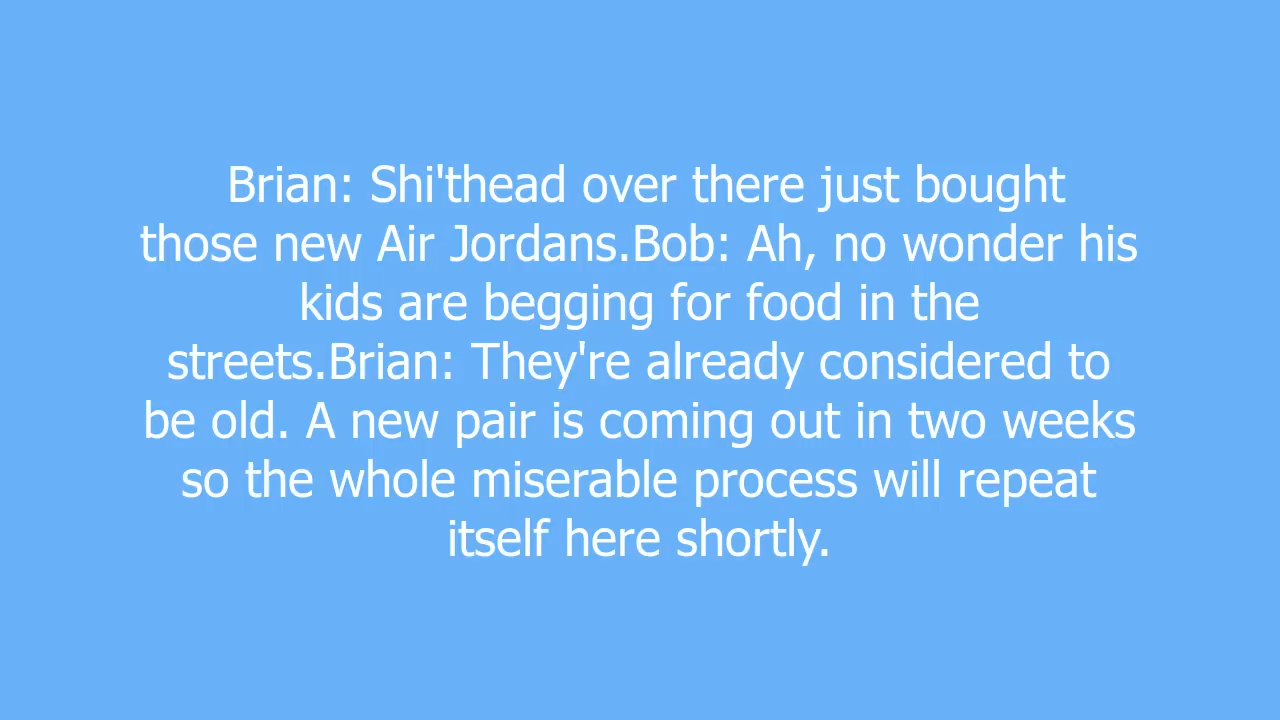 Brian: Shi'thead over there just bought
those new Air Jordans.Bob: Ah, no wonder his
kids are begging for food in the
streets.Brian: They're already considered to
be old. A new pair is coming out in two weeks
so the whole miserable process will repeat
itself here shortly.